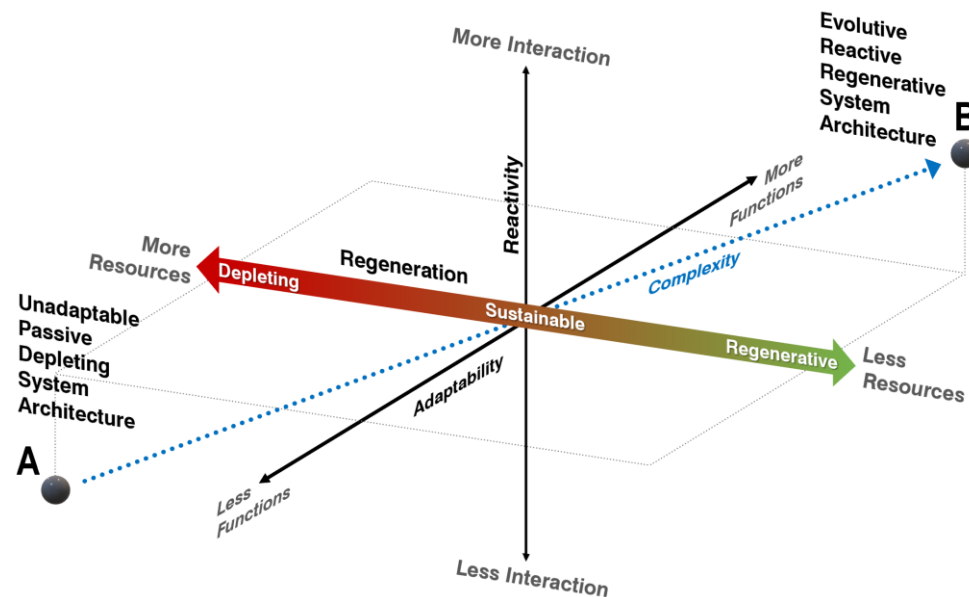 More Interaction
Evolutive
Reactive
Regenerative
System
Architecture
B
Reactivity
More
Functions
More
Resources
Depleting
Regeneration
Complexity
Sustainable
Regenerative
Less
Resources
Unadaptable
Passive
Depleting
System
Architecture
A
Adaptability
Less
Functions
Less Interaction